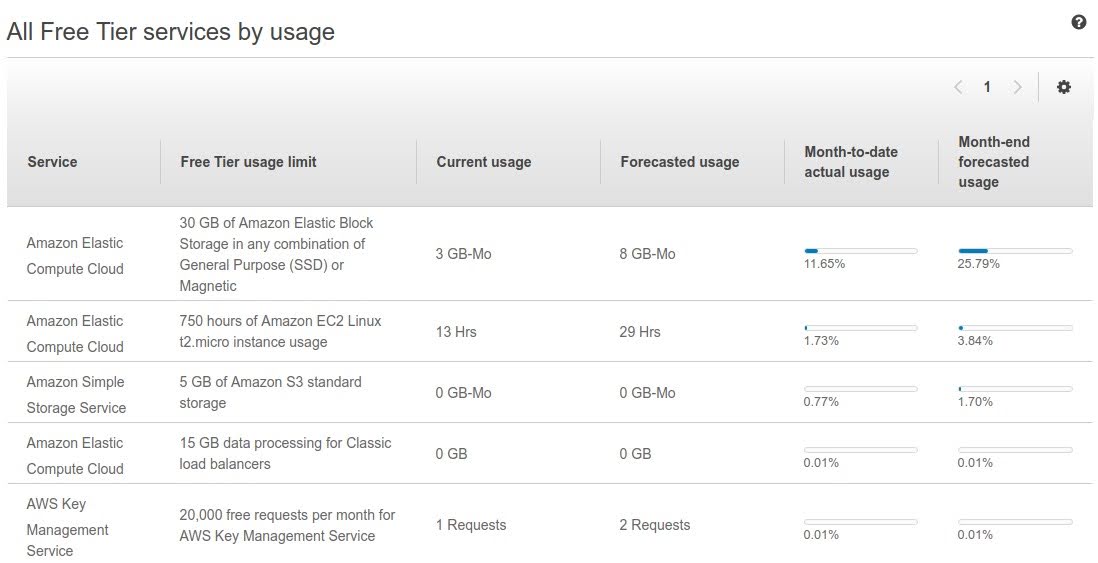 All Free Tier services by usage
1
Service
Free Tier usage limit
Current usage
Forecasted usage
Month-to-date
actual usage
Month-end
forecasted
usage
Amazon Elastic
Compute Cloud
30 GB of Amazon Elastic Block
Storage in any combination of
General Purpose (SSD) or
Magnetic
3 GB-Mo
8 GB-Mo
11.65%
25.79%
Amazon Elastic
Compute Cloud
750 hours of Amazon EC2 Linux
t2.micro instance usage
13 Hrs
29 Hrs
1.73%
3.84%
Amazon Simple
Storage Service
5 GB of Amazon S3 standard
storage
0 GB-Mo
0 GB-Mo
0.77%
1.70%
Amazon Elastic
Compute Cloud
15 GB data processing for Classic
load balancers
0 GB
0 GB
0.01%
0.01%
AWS Key
Management
Service
20,000 free requests per month for
AWS Key Management Service
1 Requests
2 Requests
0.01%
0.01%